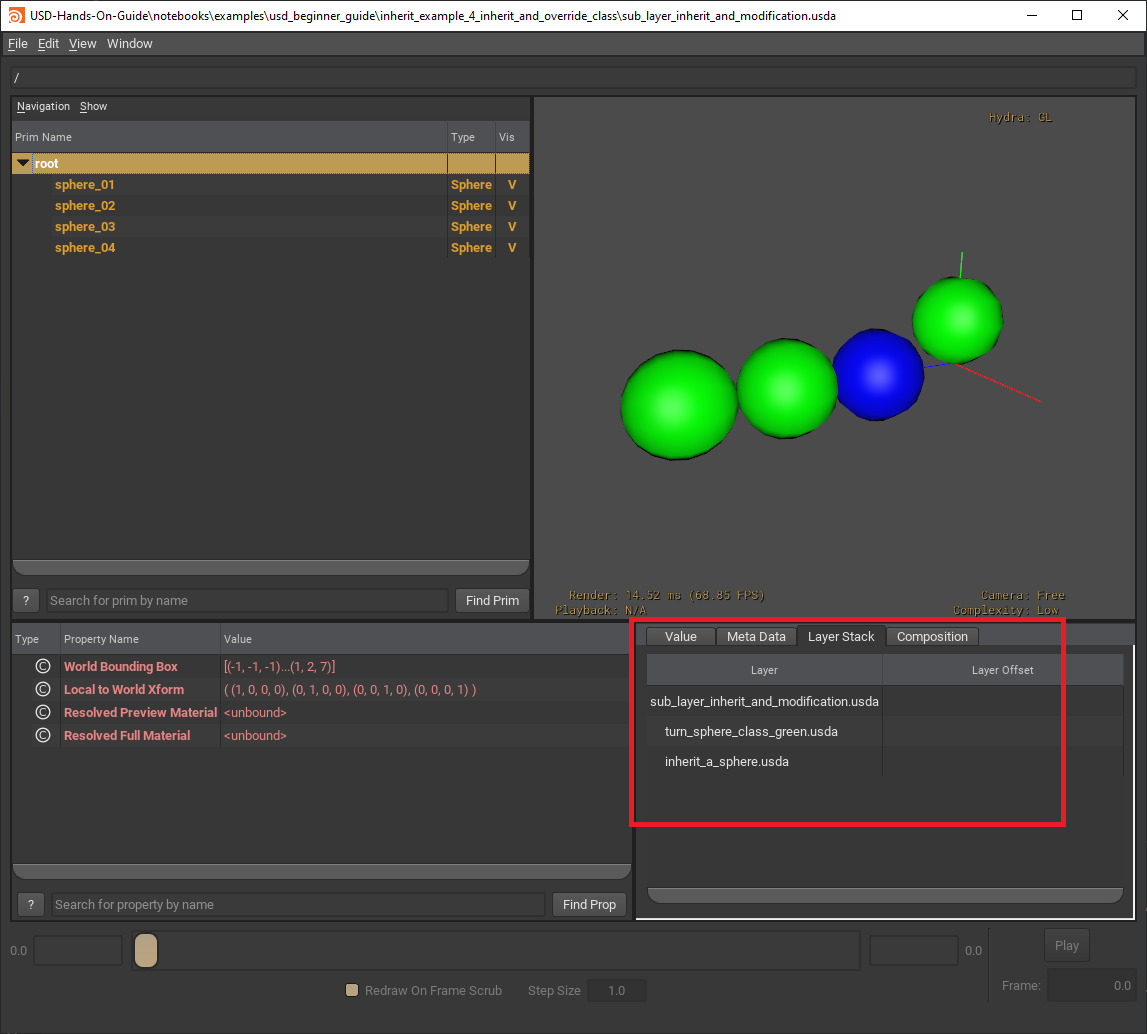 USD-Hands-On-Guide\notebooks\examples\usd_beginner_guide\inherit_example_4_inherit_and_override_class\sub_layer_inherit_and_modification.usda
File Edit View Window
/
Navigation Show
Prim Name Type Vis
root
sphere_01 Sphere V
sphere_02 Sphere V
sphere_03 Sphere V
sphere_04 Sphere V
? Search for prim by name Find Prim
Hydra: GL
Render: 14.52 ms (68.85 FPS)
Playback: N/A
Camera: Free
Complexity: Low
Type Property Name Value
© World Bounding Box [(-1, -1, -1)...(1, 2, 7)]
© Local to World Xform ( (1, 0, 0, 0), (0, 1, 0, 0), (0, 0, 1, 0), (0, 0, 0, 1) )
© Resolved Preview Material <unbound>
© Resolved Full Material <unbound>
? Search for property by name Find Prop
Value Meta Data Layer Stack Composition
Layer Layer Offset
sub_layer_inherit_and_modification.usda
turn_sphere_class_green.usda
inherit_a_sphere.usda
0.0 0.0 Play
Redraw On Frame Scrub Step Size 1.0 Frame: 0.0